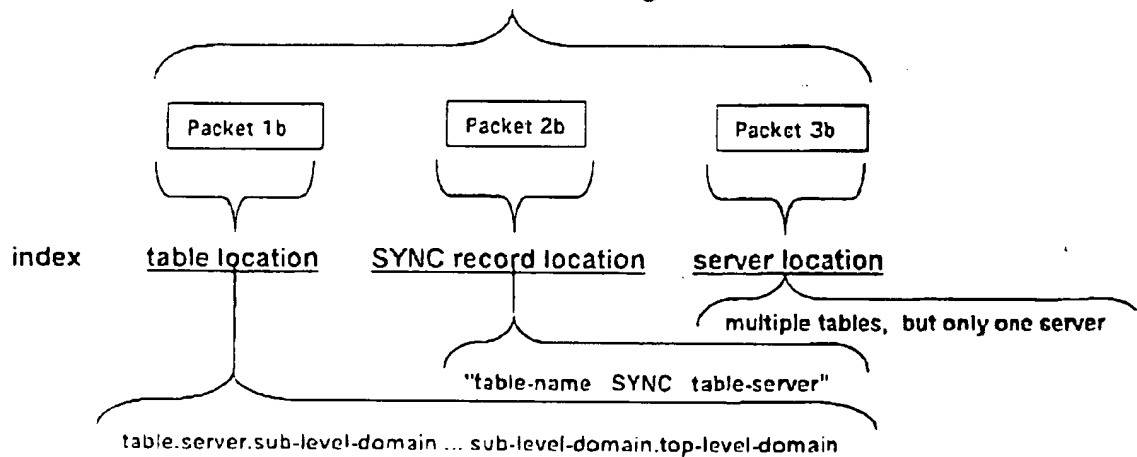 Packet 1b Packet 2b Packet 3b
index table location SYNC record location server location
multiple tables, but only one server
"table-name SYNC table-server"
table.server.sub-level-domain ... sub-level-domain.top-level-domain